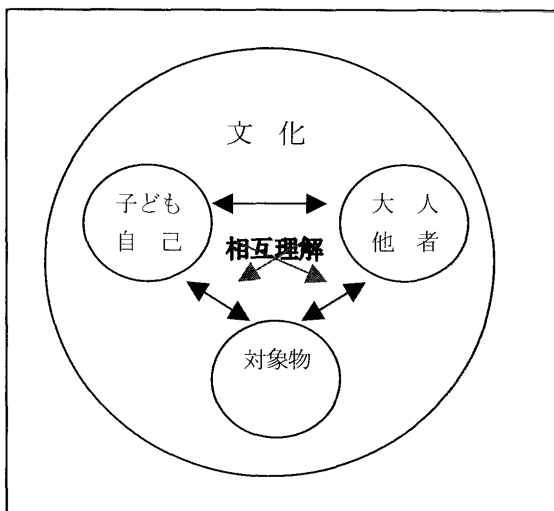 文 化
子ども
自 己
大 人
他 者
相互理解
対象物